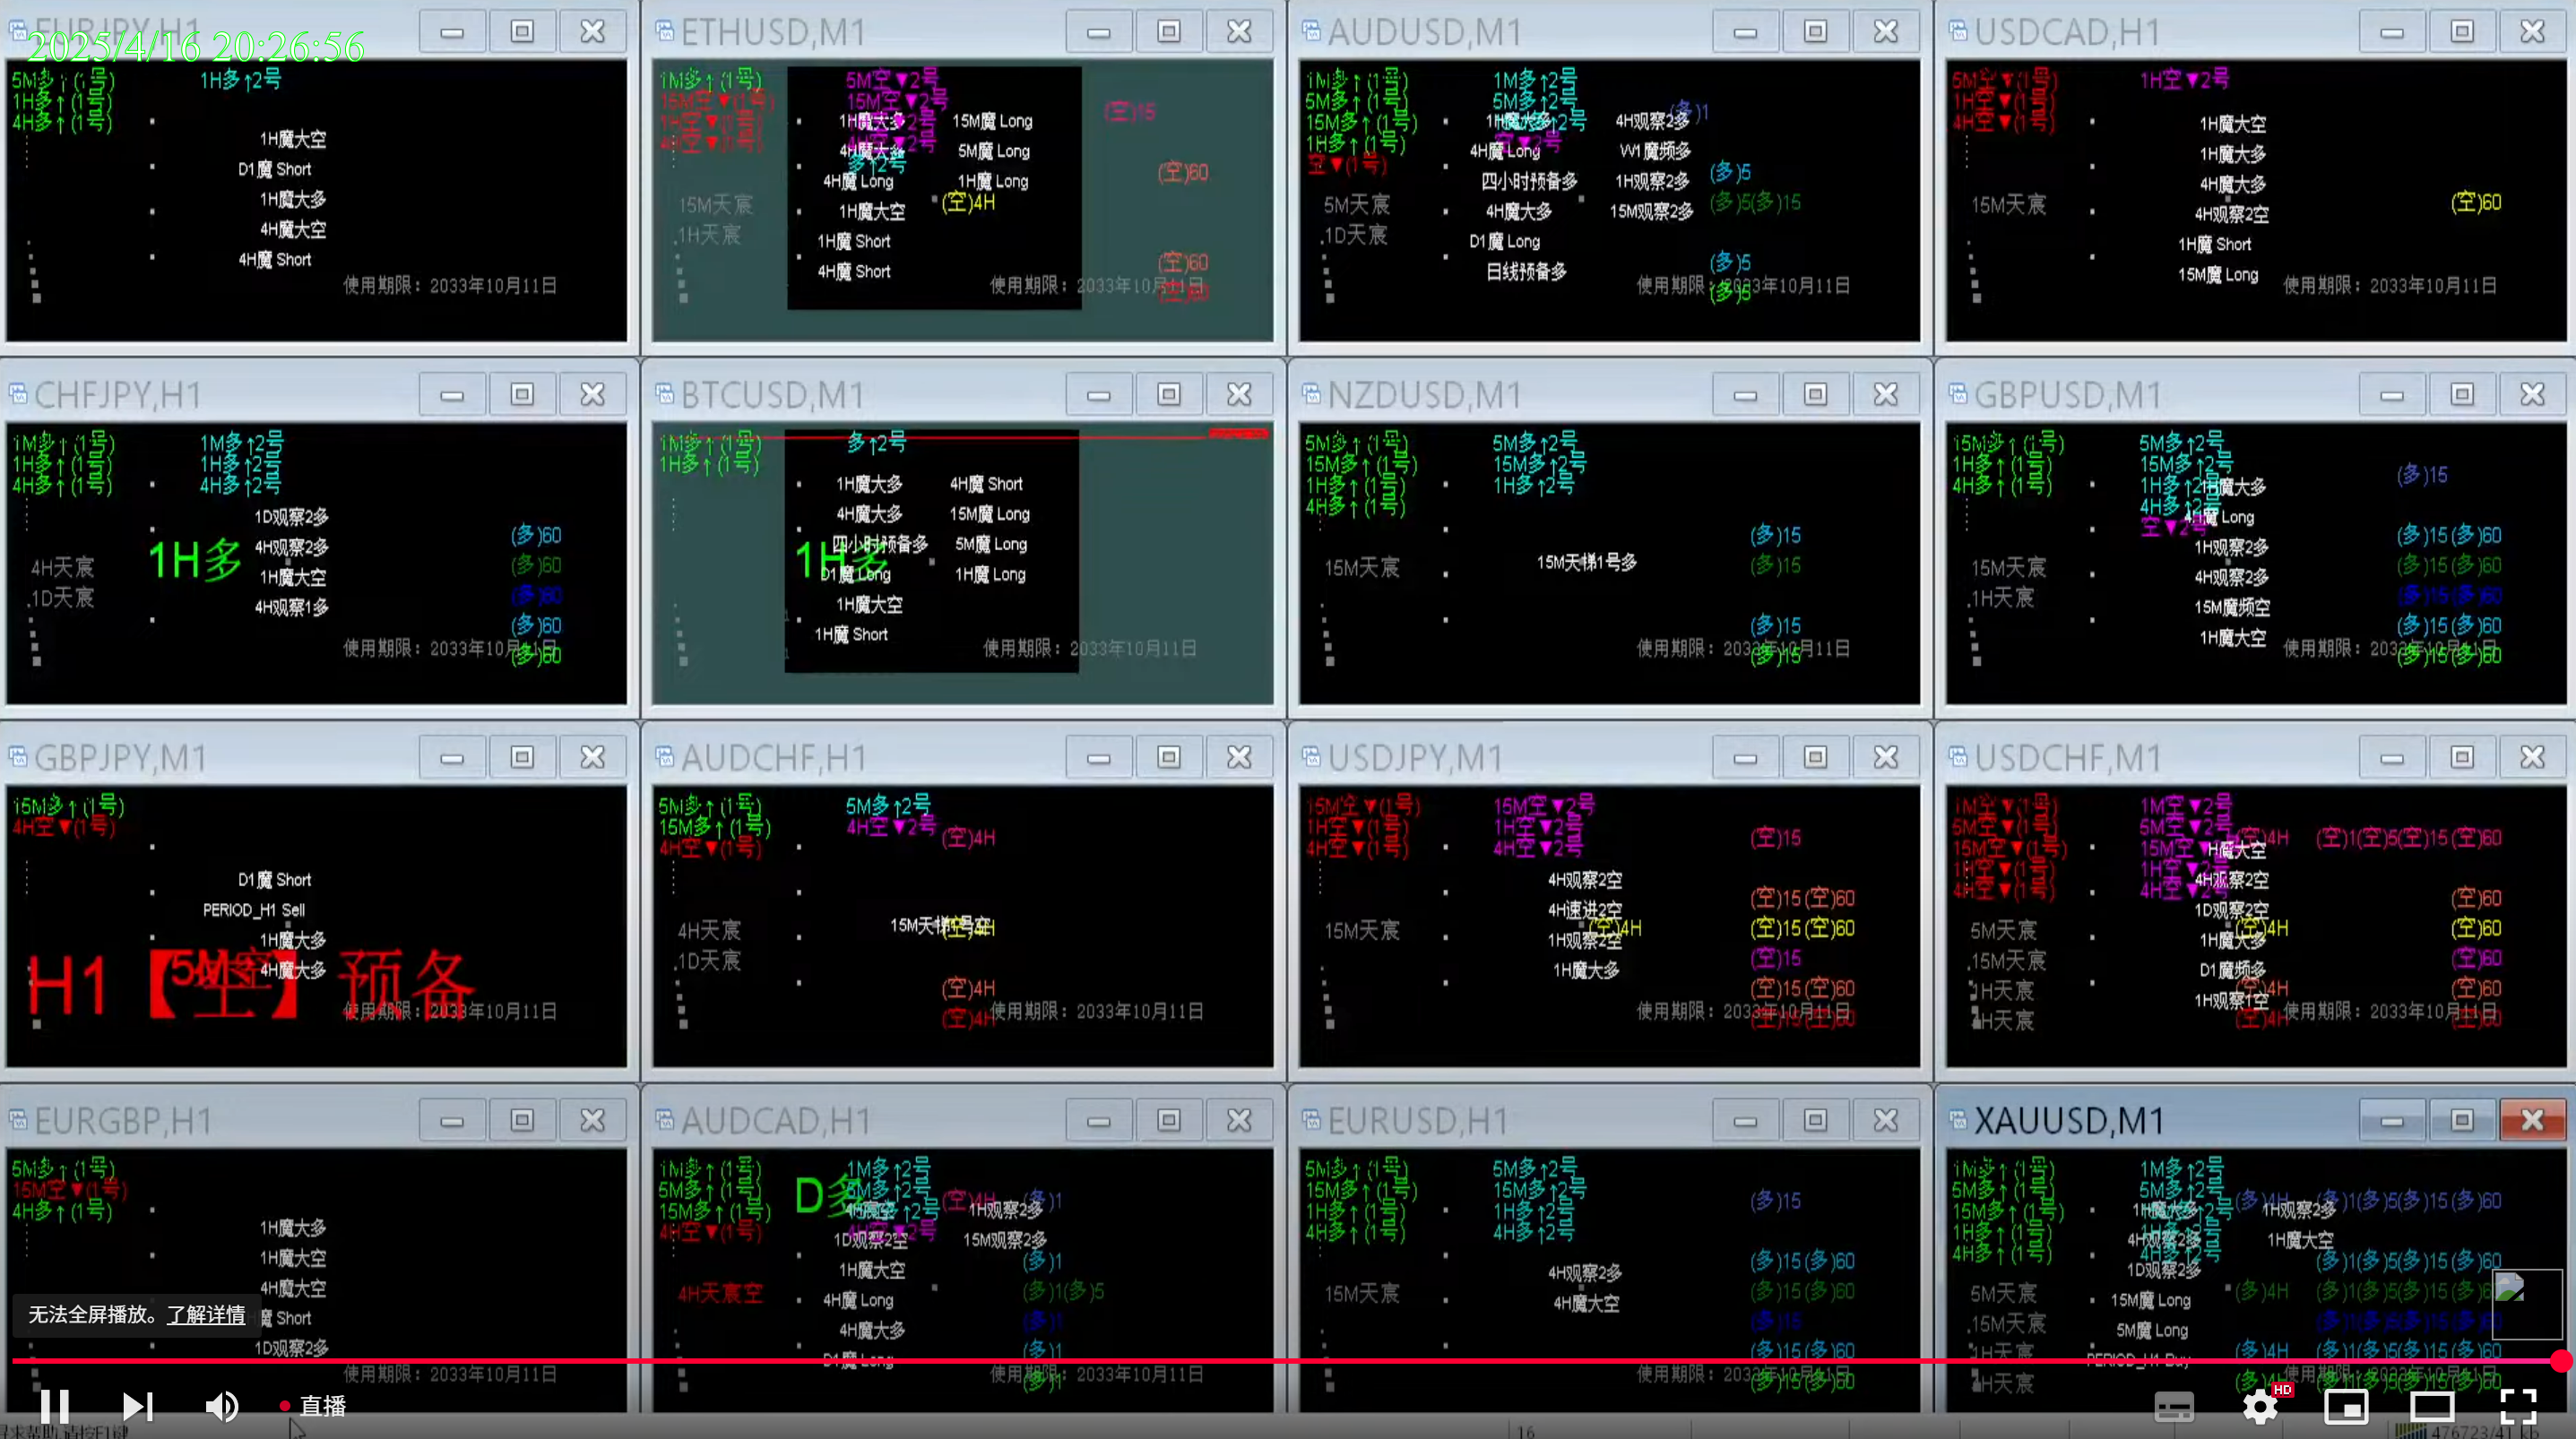 EURJPY,H1
2025/4/16 20:26:56
5M多↑(1号)
1H多↑(1号)
4H多↑(1号)
1H多↑2号
1H魔大空
D1魔 Short
1H魔大多
4H魔大空
4H魔 Short
使用期限：2033年10月11日
ETHUSD,M1
1M多↑(1号)
15M空▼(1号)
1H空▼(1号)
4H空▼(1号)
5M空▼2号
15M空▼2号
多↑2号
1H魔大多
15M魔 Long
4H魔大多
5M魔 Long
4H魔 Long
1H魔 Long
1H魔大空
(空)4H
1H魔 Short
4H魔 Short
15M天宸
.1H天宸
(空)15
(空)60
(空)60
(空)60
使用期限：2033年10月11日
AUDUSD,M1
1M多↑(1号)
5M多↑(1号)
15M多↑(1号)
1H多↑(1号)
空▼(1号)
1M多↑2号
5M多↑2号
空▼2号
4H魔 Long
四小时预备多
4H魔大多
D1魔 Long
日线预备多
4H观察2多
W1魔频多
1H观察2多
15M观察2多
5M天宸
.1D天宸
(多)1
(多)5
(多)5(多)15
(多)5
(多)5
使用期限：2033年10月11日
USDCAD,H1
5M空▼(1号)
1H空▼(1号)
4H空▼(1号)
1H空▼2号
1H魔大空
1H魔大多
4H魔大多
4H观察2空
1H魔 Short
15M魔 Long
15M天宸
(空)60
使用期限：2033年10月11日
CHFJPY,H1
1M多↑(1号)
1H多↑(1号)
4H多↑(1号)
1M多↑2号
1H多↑2号
4H多↑2号
1D观察2多
4H观察2多
1H魔大空
4H观察1多
1H多
4H天宸
.1D天宸
(多)60
(多)60
(多)60
(多)60
(多)60
使用期限：2033年10月11日
BTCUSD,M1
1M多↑(1号)
1H多↑(1号)
多↑2号
1H魔大多
4H魔 Short
4H魔大多
15M魔 Long
四小时预备多
5M魔 Long
1H多
D1魔 Long
1H魔 Long
1H魔大空
1H魔 Short
使用期限：2033年10月11日
NZDUSD,M1
5M多↑(1号)
15M多↑(1号)
1H多↑(1号)
4H多↑(1号)
5M多↑2号
15M多↑2号
1H多↑2号
15M天梯1号多
15M天宸
(多)15
(多)15
(多)15
(多)15
使用期限：2033年10月11日
GBPUSD,M1
15M多↑(1号)
1H多↑(1号)
4H多↑(1号)
5M多↑2号
15M多↑2号
1H多↑2号
4H多↑2号
空▼2号
1H魔大多
4H魔 Long
1H观察2多
4H观察2多
15M魔频空
1H魔大空
15M天宸
.1H天宸
(多)15
(多)15(多)60
(多)15(多)60
(多)15(多)60
(多)15(多)60
(多)15(多)60
使用期限：2033年10月11日
GBPJPY,M1
15M多↑(1号)
4H空▼(1号)
D1魔 Short
PERIOD_H1 Sell
1H魔大多
4H魔大多
H1【空】预备
5M空
使用期限：2033年10月11日
AUDCHF,H1
5M多↑(1号)
15M多↑(1号)
4H空▼(1号)
5M多↑2号
4H空▼2号
(空)4H
4H天宸
.1D天宸
(空)4H
(空)4H
(空)4H
使用期限：2033年10月11日
USDJPY,M1
15M空▼(1号)
1H空▼(1号)
4H空▼(1号)
15M空▼2号
1H空▼2号
4H空▼2号
4H观察2空
4H速进2空
1H观察2空
1H魔大多
15M天宸
(空)4H
(空)15
(空)15(空)60
(空)15(空)60
(空)15
(空)15(空)60
(空)15(空)60
使用期限：2033年10月11日
USDCHF,M1
1M空▼(1号)
5M空▼(1号)
15M空▼(1号)
1H空▼(1号)
4H空▼(1号)
1M空▼2号
5M空▼2号
15M空▼2号
1H空▼2号
4H空▼2号
(空)4H
(空)1(空)5(空)15(空)60
4H观察2空
1D观察2空
1H魔大多
D1魔频多
1H观察1空
5M天宸
.15M天宸
1H天宸
4H天宸
(空)60
(空)4H
(空)60
(空)60
(空)4H
(空)60
(空)4H
(空)60
使用期限：2033年10月11日
EURGBP,H1
5M多↑(1号)
15M空▼(1号)
4H多↑(1号)
1H魔大多
1H魔大空
4H魔大空
魔 Short
1D观察2多
无法全屏播放。了解详情
使用期限：2033年10月11日
AUDCAD,H1
1M多↑(1号)
5M多↑(1号)
15M多↑(1号)
4H空▼(1号)
1M多↑2号
5M多↑2号
4H空▼2号
D多
(空)4H
(多)1
1H观察2多
1D观察2空
15M观察2多
1H魔大空
4H魔 Long
4H魔大多
D1魔 Long
4H天宸空
(多)1
(多)1(多)5
(多)1
(多)1
(多)1
使用期限：2033年10月11日
EURUSD,H1
5M多↑(1号)
15M多↑(1号)
1H多↑(1号)
4H多↑(1号)
5M多↑2号
15M多↑2号
1H多↑2号
4H多↑2号
4H观察2多
4H魔大空
15M天宸
(多)15
(多)15(多)60
(多)15(多)60
(多)15
(多)15(多)60
(多)15(多)60
使用期限：2033年10月11日
XAUUSD,M1
1M多↑(1号)
5M多↑(1号)
15M多↑(1号)
1H多↑(1号)
4H多↑(1号)
1M多↑2号
5M多↑2号
4H多↑2号
(多)4H
(多)1(多)5(多)15(多)60
1H魔大多
1H观察2多
4H观察2多
1H魔大空
1D观察2多
15M魔 Long
5M魔 Long
PERIOD_H1 Buy
5M天宸
.15M天宸
1H天宸
4H天宸
(多)1(多)5(多)15(多)60
(多)4H
(多)4H
(多)1(多)5(多)15(多)60
使用期限：2033年10月11日
直播
HD
16
476723/41 kb